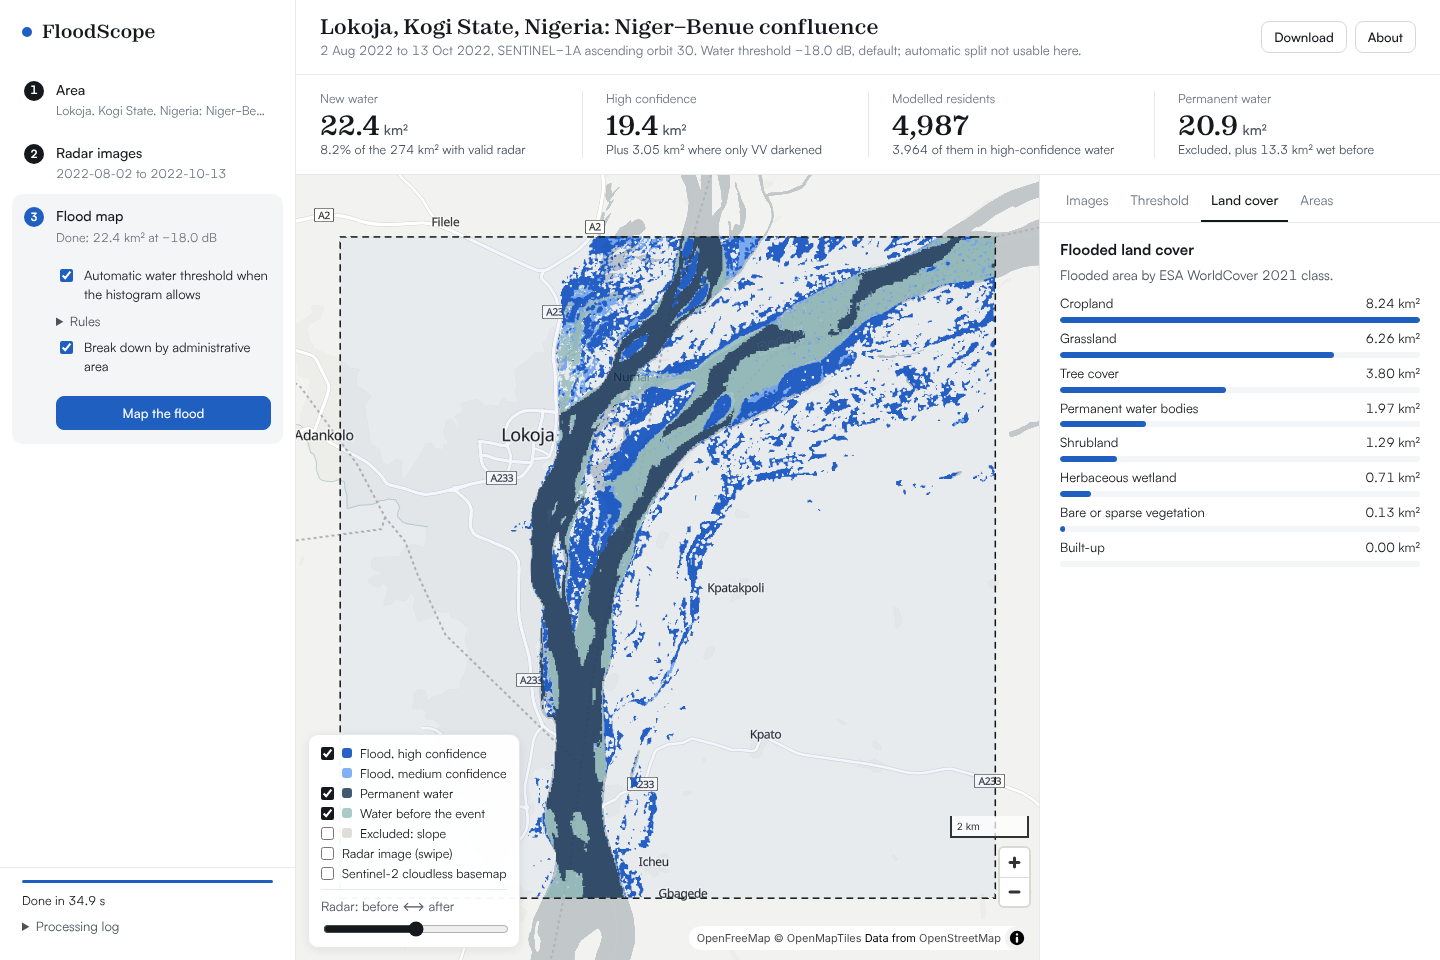 FloodScope
1 Area
Lokoja, Kogi State, Nigeria: Niger–Be...
2 Radar images
2022-08-02 to 2022-10-13
3 Flood map
Done: 22.4 km² at −18.0 dB
Automatic water threshold when
the histogram allows
Rules
Break down by administrative
area
Map the flood
Done in 34.9 s
Processing log
Lokoja, Kogi State, Nigeria: Niger–Benue confluence
2 Aug 2022 to 13 Oct 2022, SENTINEL-1A ascending orbit 30. Water threshold −18.0 dB, default; automatic split not usable here.
Download
About
New water
22.4 km²
8.2% of the 274 km² with valid radar
High confidence
19.4 km²
Plus 3.05 km² where only VV darkened
Modelled residents
4,987
3,964 of them in high-confidence water
Permanent water
20.9 km²
Excluded, plus 13.3 km² wet before
A2
Filele
A2
A23
Adankolo
Lokoja
A233
Kpatakpoli
A233
Kpato
A233
A233
Icheu
Gbagede
2 km
+
−
Flood, high confidence
Flood, medium confidence
Permanent water
Water before the event
Excluded: slope
Radar image (swipe)
Sentinel-2 cloudless basemap
Radar: before ⟷ after
OpenFreeMap © OpenMapTiles Data from OpenStreetMap
Images
Threshold
Land cover
Areas
Flooded land cover
Flooded area by ESA WorldCover 2021 class.
Cropland 8.24 km²
Grassland 6.26 km²
Tree cover 3.80 km²
Permanent water bodies 1.97 km²
Shrubland 1.29 km²
Herbaceous wetland 0.71 km²
Bare or sparse vegetation 0.13 km²
Built-up 0.00 km²